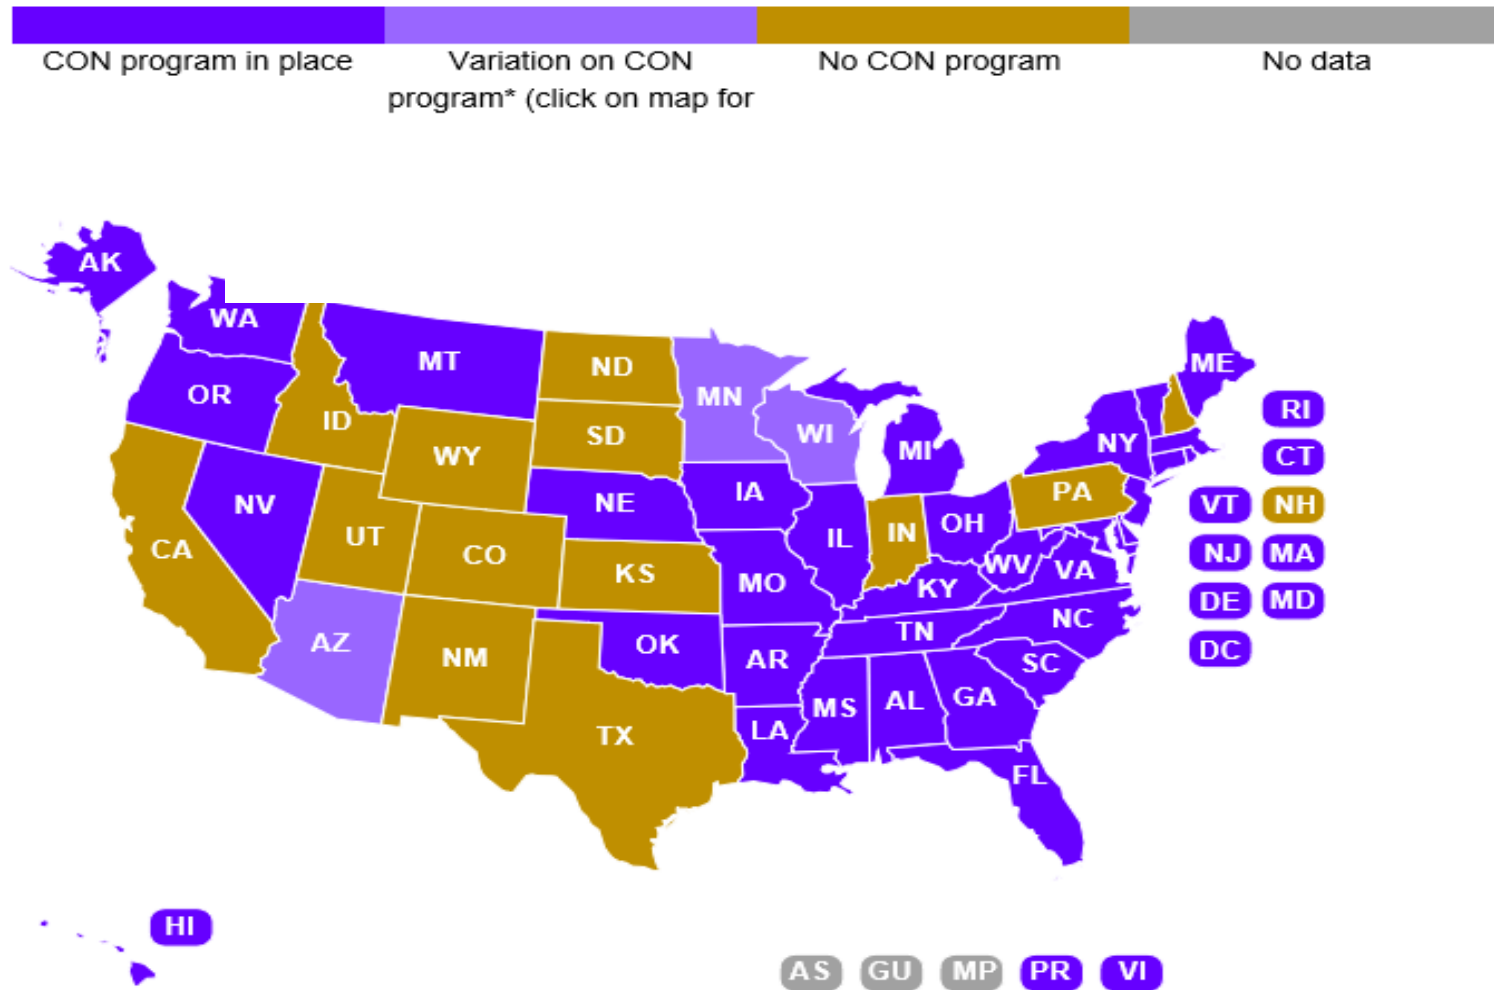 CON program in place
Variation on CON
program* (click on map for
No CON program
No data
AK
WA
MT
ND
MN
ME
OR
ID
SD
WI
MI
NY
RI
WY
CT
NV
NE
IA
PA
VT
NH
CA
UT
CO
KS
MO
IL
IN
OH
WV
VA
NJ
MA
KY
DE
MD
AZ
NM
OK
AR
TN
NC
DC
SC
TX
LA
MS
AL
GA
FL
HI
AS
GU
MP
PR
VI